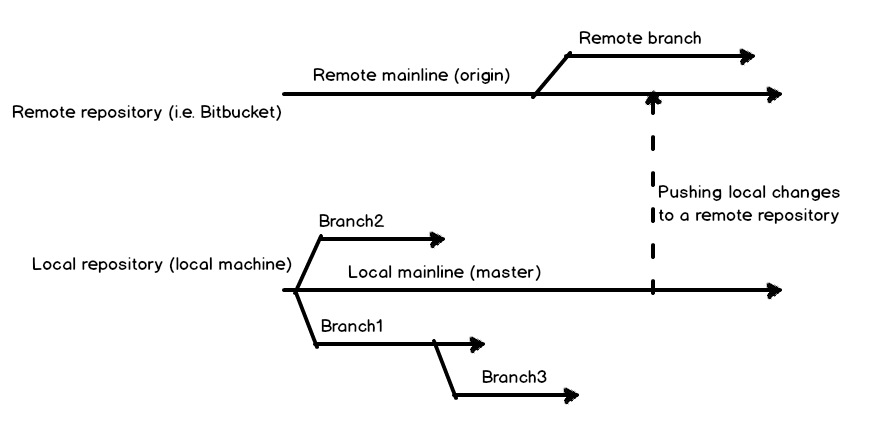 Remote branch
Remote mainline (origin)
Remote repository (i.e. Bitbucket)
Pushing local changes
to a remote repository
Branch2
Local repository (local machine)
Local mainline (master)
Branch1
Branch3